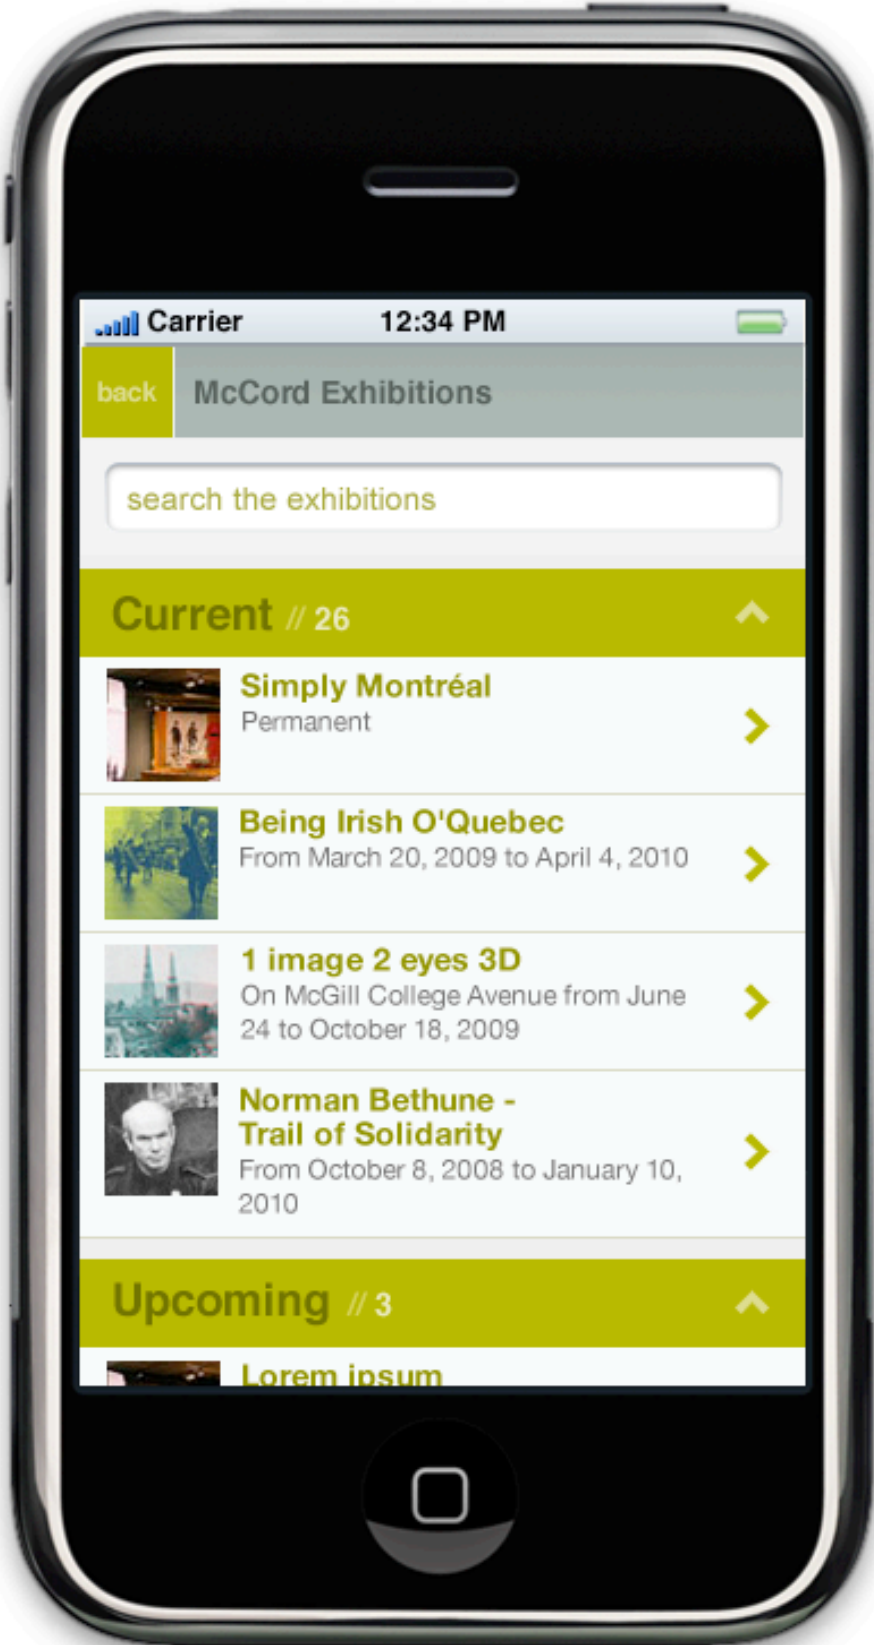 Carrier 12:34 PM
back McCord Exhibitions
search the exhibitions
Current // 26
Simply Montréal
Permanent
Being Irish O'Quebec
From March 20, 2009 to April 4, 2010
1 image 2 eyes 3D
On McGill College Avenue from June
24 to October 18, 2009
Norman Bethune -
Trail of Solidarity
From October 8, 2008 to January 10,
2010
Upcoming // 3
Lorem ipsum